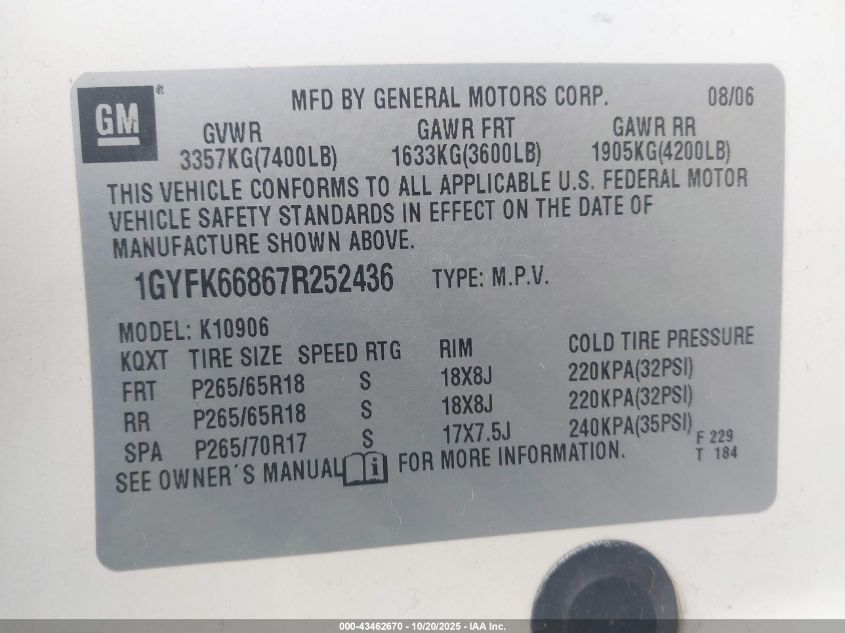 GM ® MFD BY GENERAL MOTORS CORP. 08/06
GVWR GAWR FRT GAWR RR
3357KG(7400LB) 1633KG(3600LB) 1905KG(4200LB)
THIS VEHICLE CONFORMS TO ALL APPLICABLE U.S. FEDERAL MOTOR
VEHICLE SAFETY STANDARDS IN EFFECT ON THE DATE OF
MANUFACTURE SHOWN ABOVE.
1GYFK66867R252436 TYPE: M.P.V.
MODEL: K10906
KQXT TIRE SIZE SPEED RTG RIM COLD TIRE PRESSURE
FRT P265/65R18 S 18X8J 220KPA(32PSI)
RR P265/65R18 S 18X8J 220KPA(32PSI)
SPA P265/70R17 S 17X7.5J 240KPA(35PSI) F 229
SEE OWNER´S MANUAL i FOR MORE INFORMATION. T 184
000-43462670 - 10/20/2025 - IAA Inc.